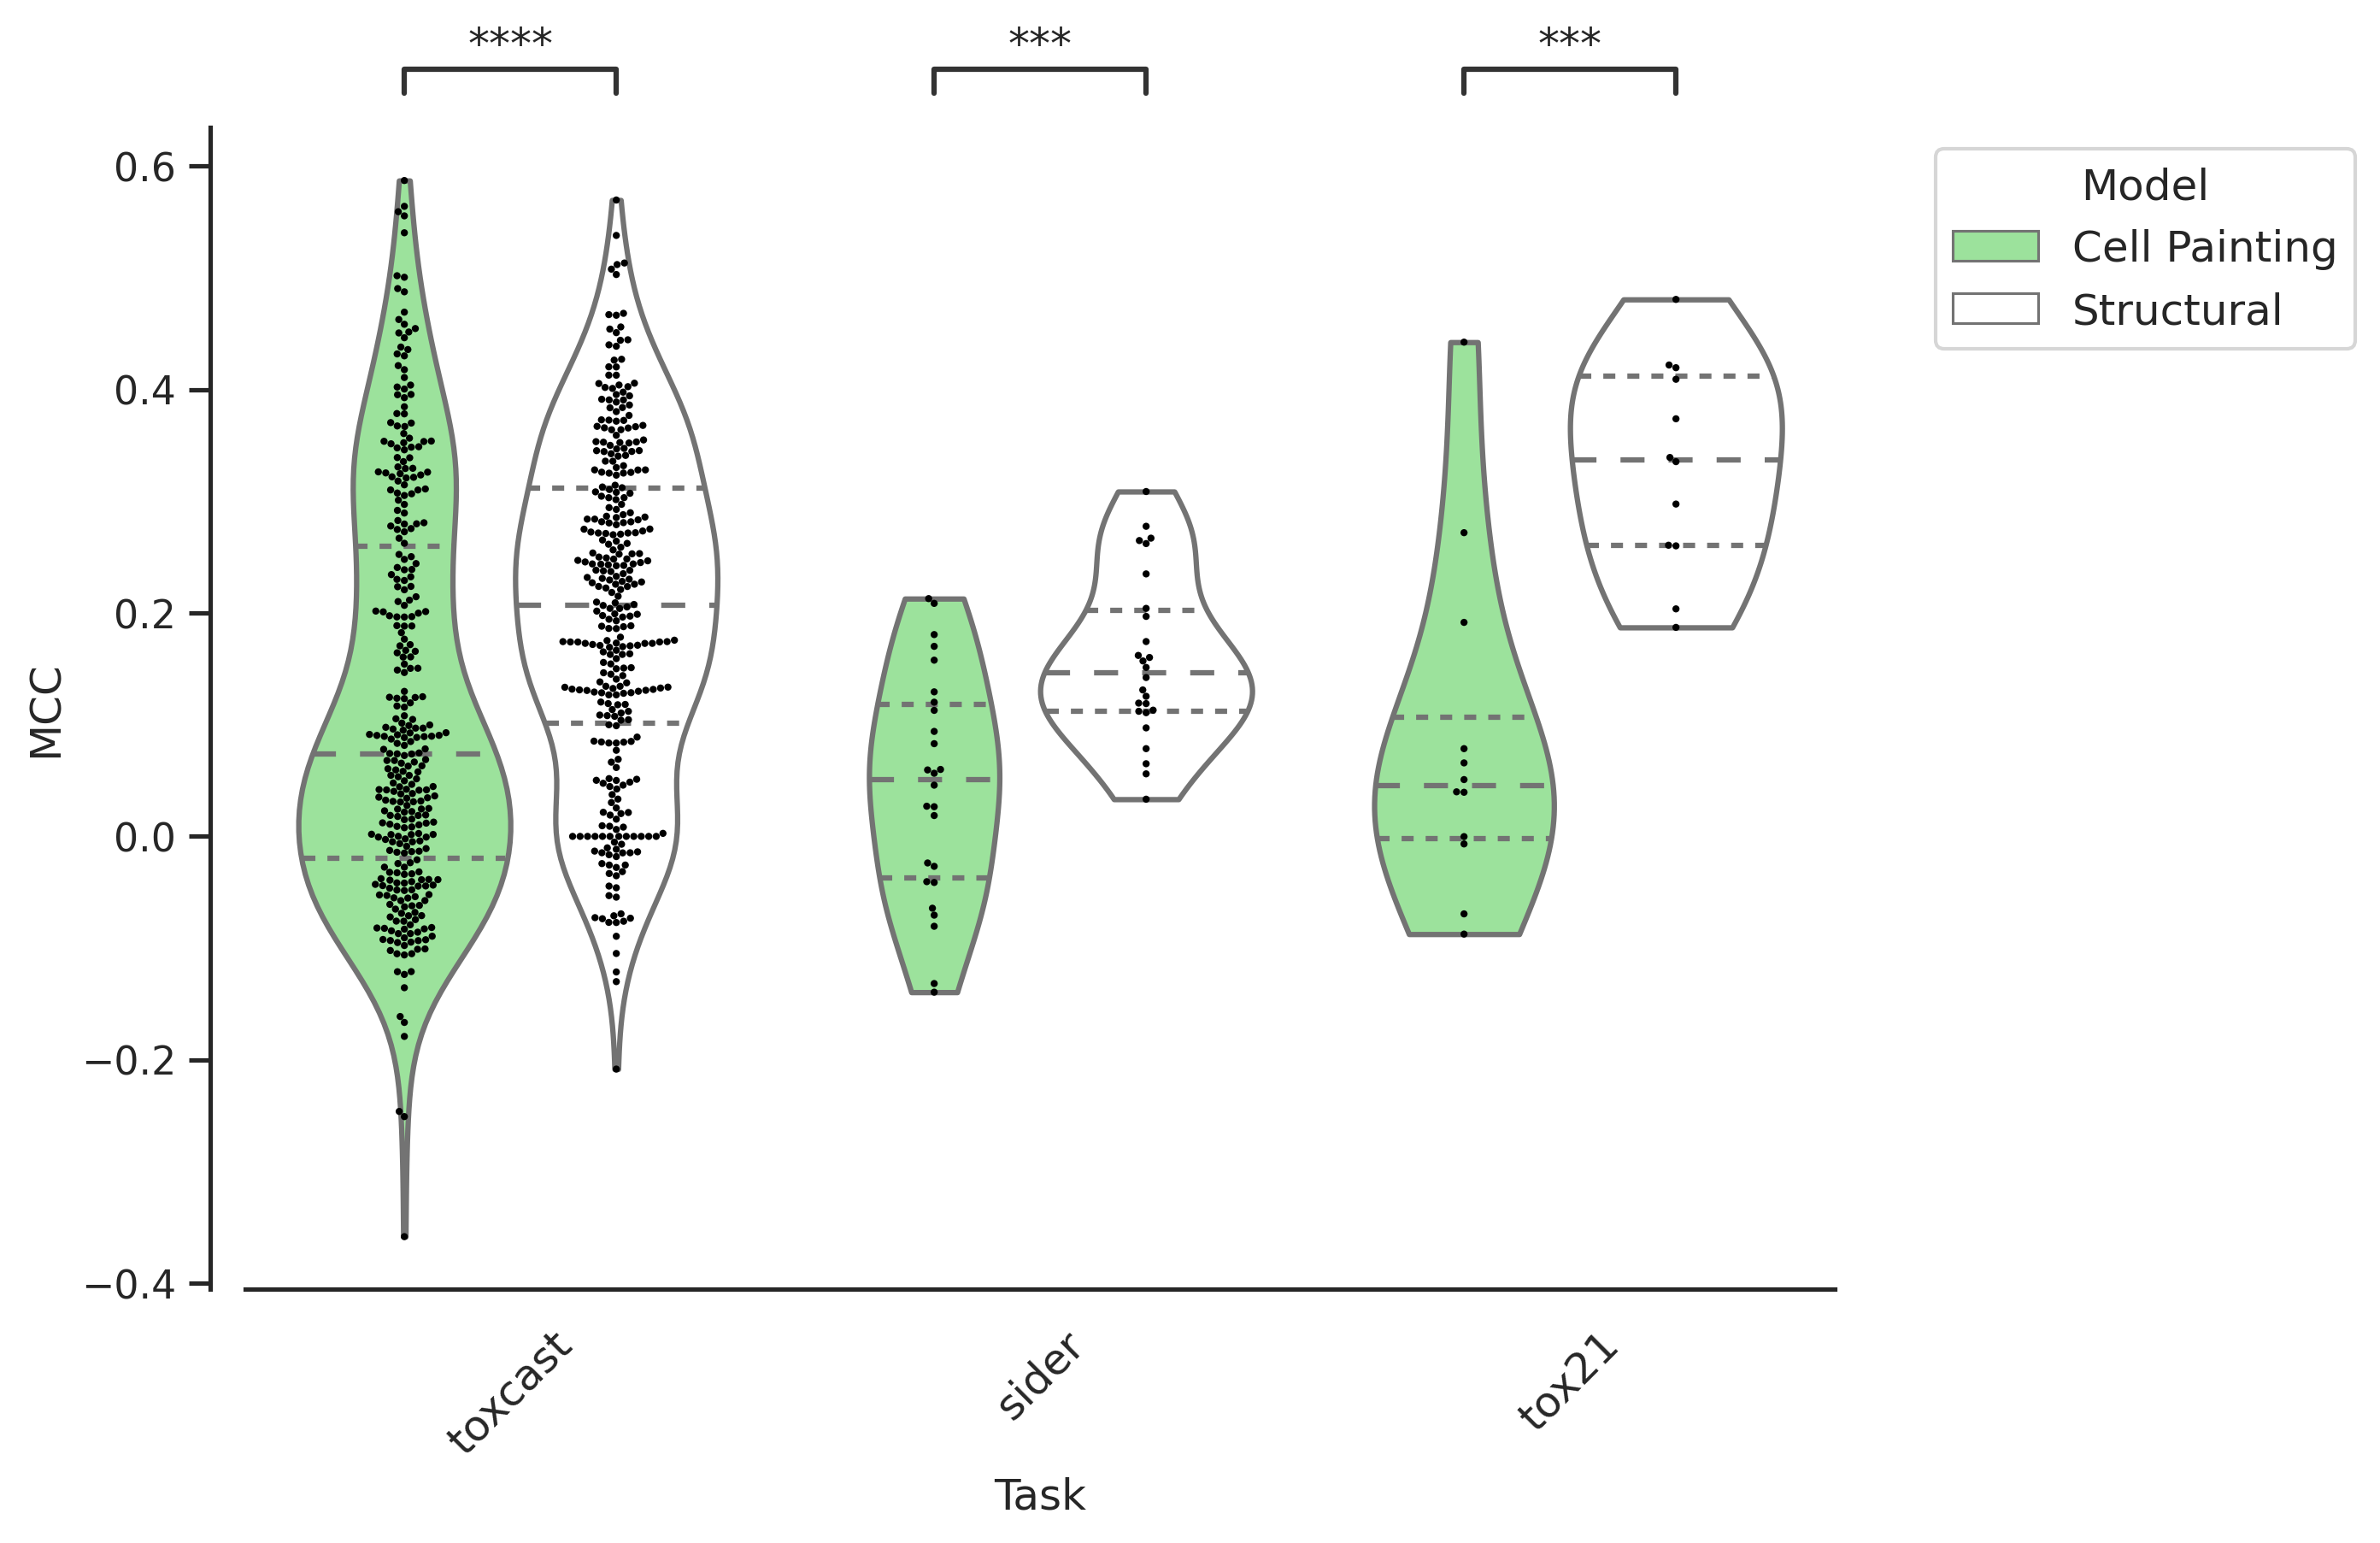 **** *** ***
0.6
0.4
0.2
0.0
−0.2
−0.4
MCC
toxcast sider tox21
Task
Model
Cell Painting
Structural